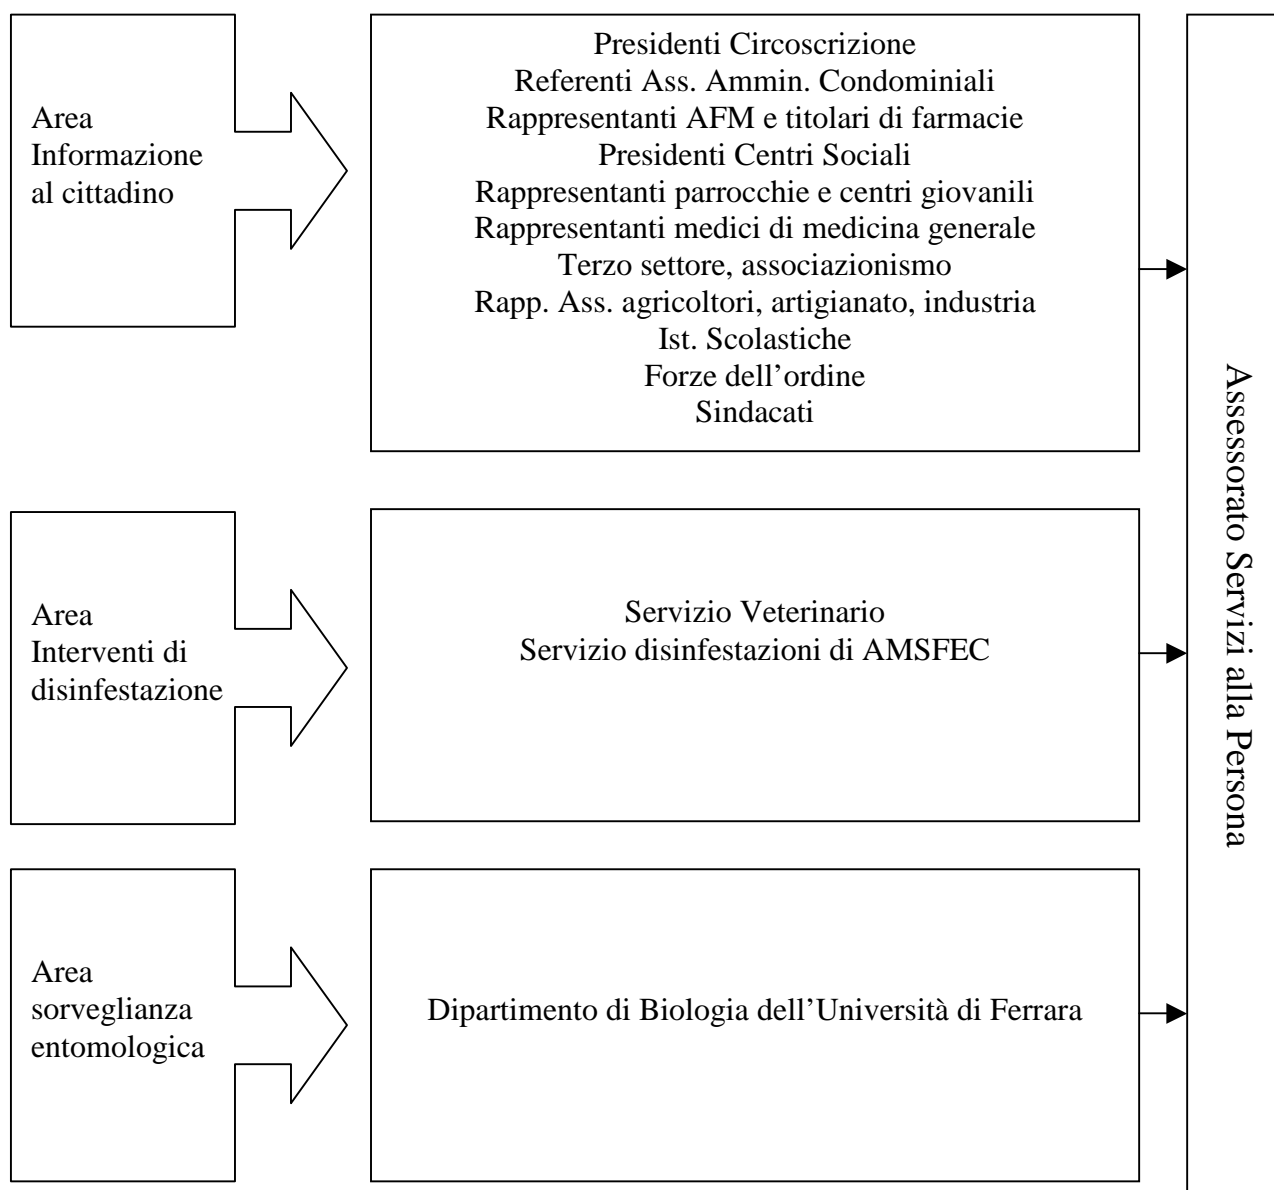 Area
Informazione
al cittadino
Presidenti Circoscrizione
Referenti Ass. Ammin. Condominiali
Rappresentanti AFM e titolari di farmacie
Presidenti Centri Sociali
Rappresentanti parrocchie e centri giovanili
Rappresentanti medici di medicina generale
Terzo settore, associazionismo
Rapp. Ass. agricoltori, artigianato, industria
Ist. Scolastiche
Forze dell’ordine
Sindacati
Area
Interventi di
disinfestazione
Servizio Veterinario
Servizio disinfestazioni di AMSFEC
Area
sorveglianza
entomologica
Dipartimento di Biologia dell’Università di Ferrara
Assessorato Servizi alla Persona